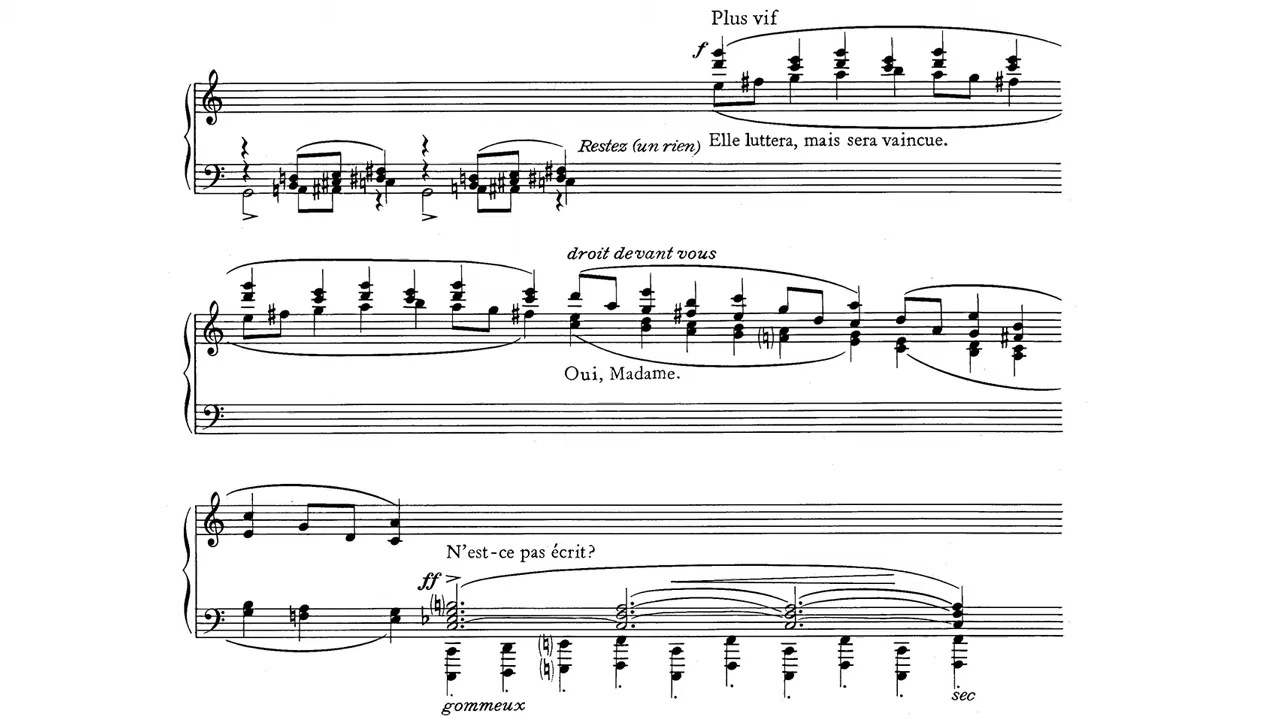 Plus vif
f
Restez (un rien)
Elle luttera, mais sera vaincue.
droit devant vous
Oui, Madame.
N'est-ce pas écrit?
ff
gommeux
sec